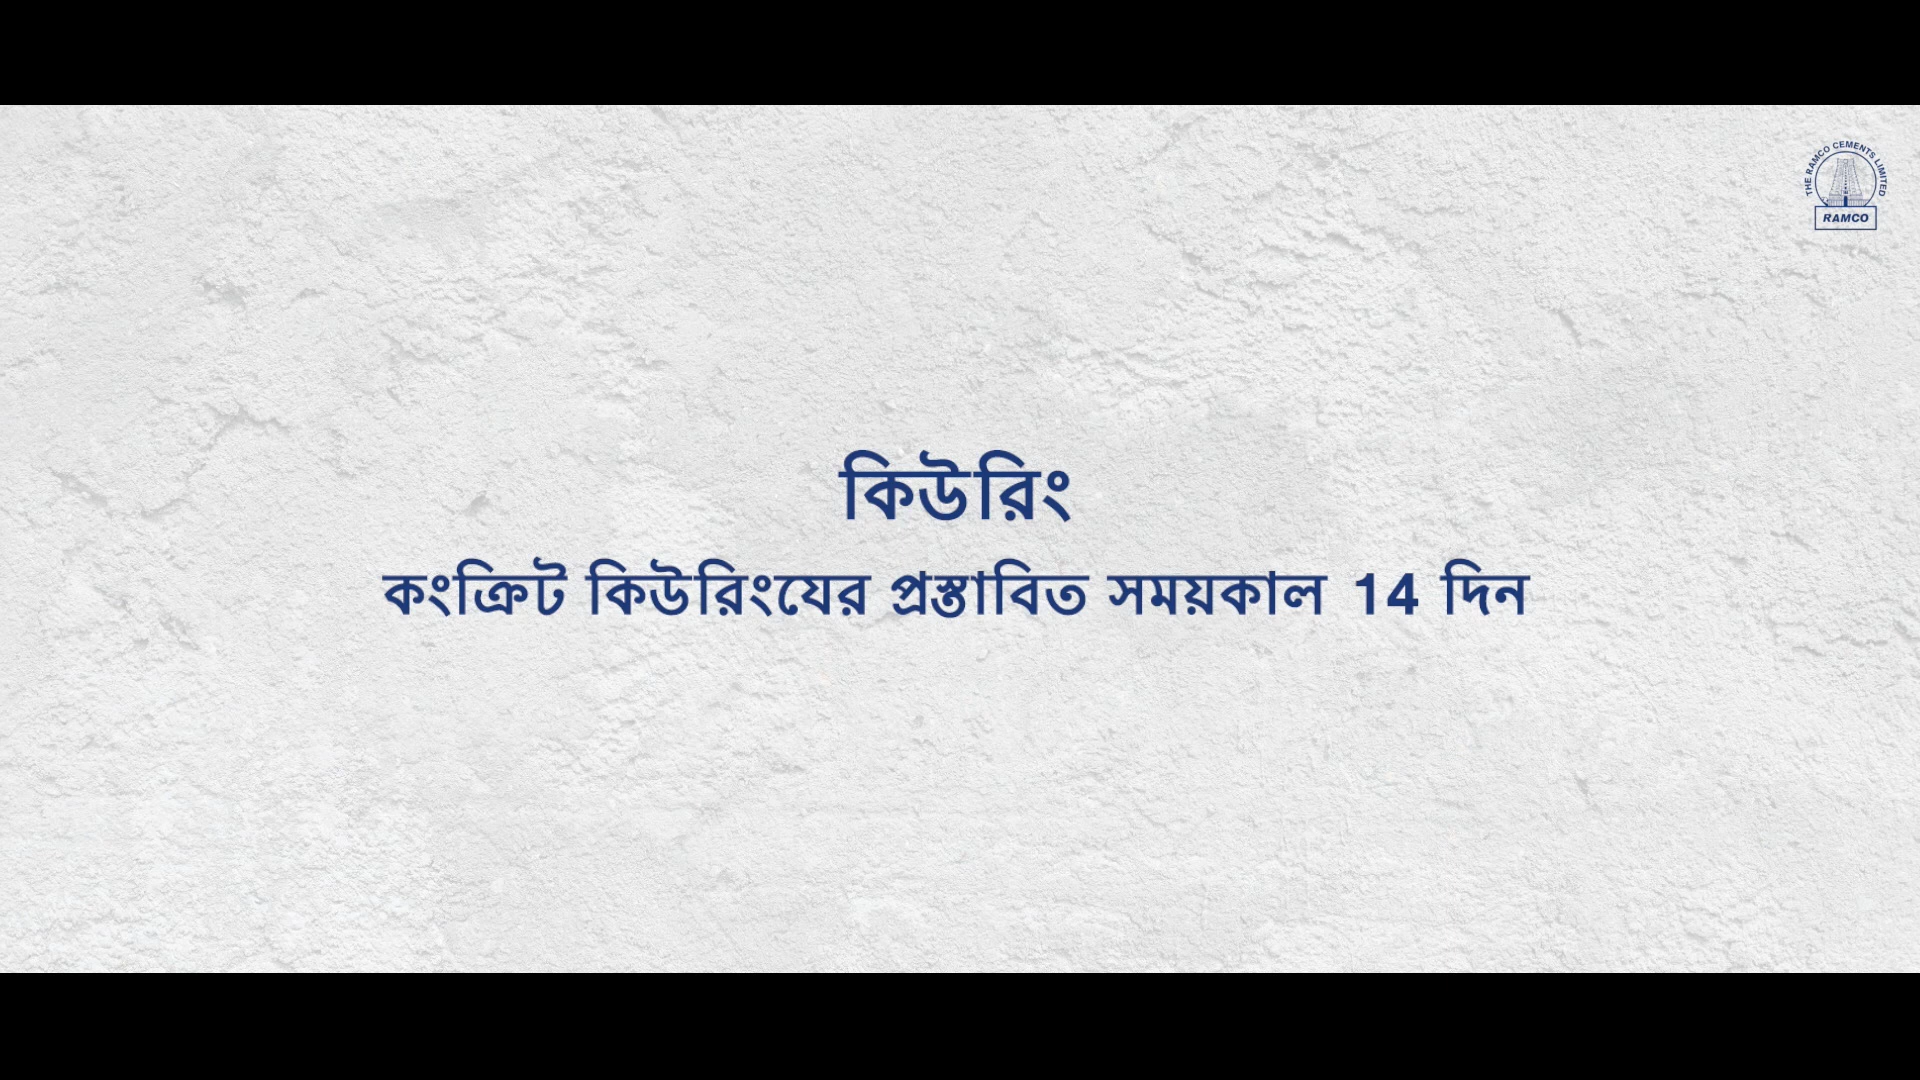 THE RAMCO CEMENTS LIMITED
RAMCO
কিউরিং
কংক্রিট কিউরিংযের প্রস্তাবিত সময়কাল 14 দিন